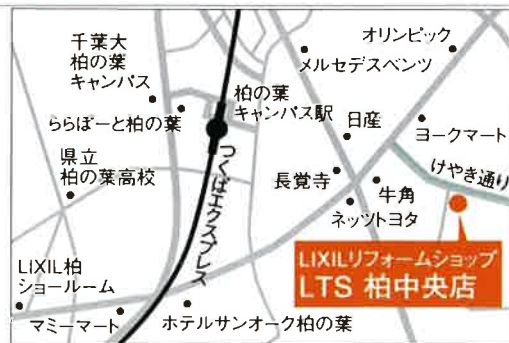 千葉大
柏の葉
キャンパス
ららぽーと柏の葉
県立
柏の葉高校
柏の葉
キャンパス駅
つくばエクスプレス
オリンピック
メルセデスベンツ
日産
ヨークマート
長覚寺
牛角
けやき通り
ネッツトヨタ
LIXILリフォームショップ
LTS 柏中央店
LIXIL柏
ショールーム
マミーマート
ホテルサンオーク柏の葉